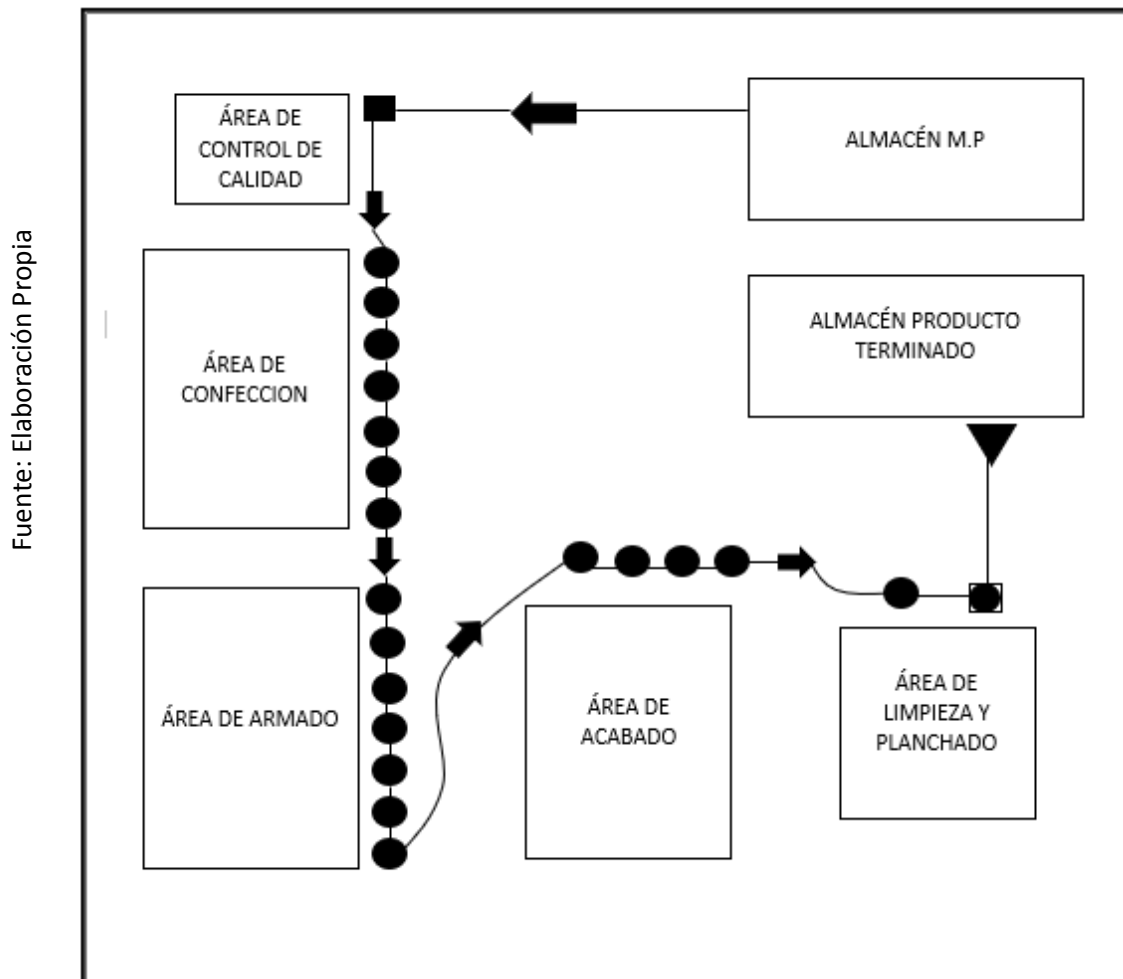 Fuente: Elaboración Propia
ÁREA DE
CONTROL DE
CALIDAD
ALMACÉN M.P
ÁREA DE
CONFECCION
ALMACÉN PRODUCTO
TERMINADO
ÁREA DE ARMADO
ÁREA DE
ACABADO
ÁREA DE
LIMPIEZA Y
PLANCHADO